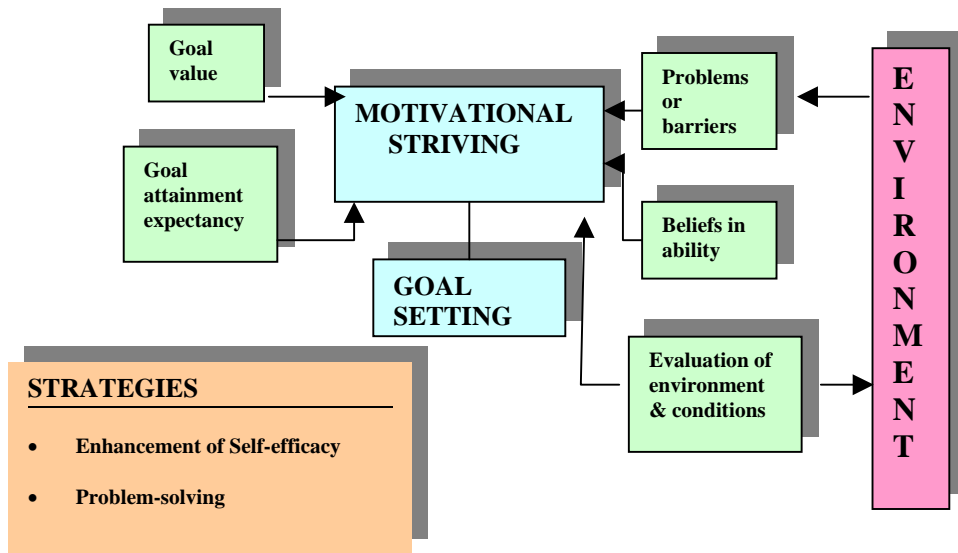 Goal
value
Goal
attainment
expectancy
MOTIVATIONAL
STRIVING
GOAL
SETTING
Problems
or
barriers
Beliefs in
ability
Evaluation of
environment
& conditions
E
N
V
I
R
O
N
M
E
N
T
STRATEGIES
• Enhancement of Self-efficacy
• Problem-solving